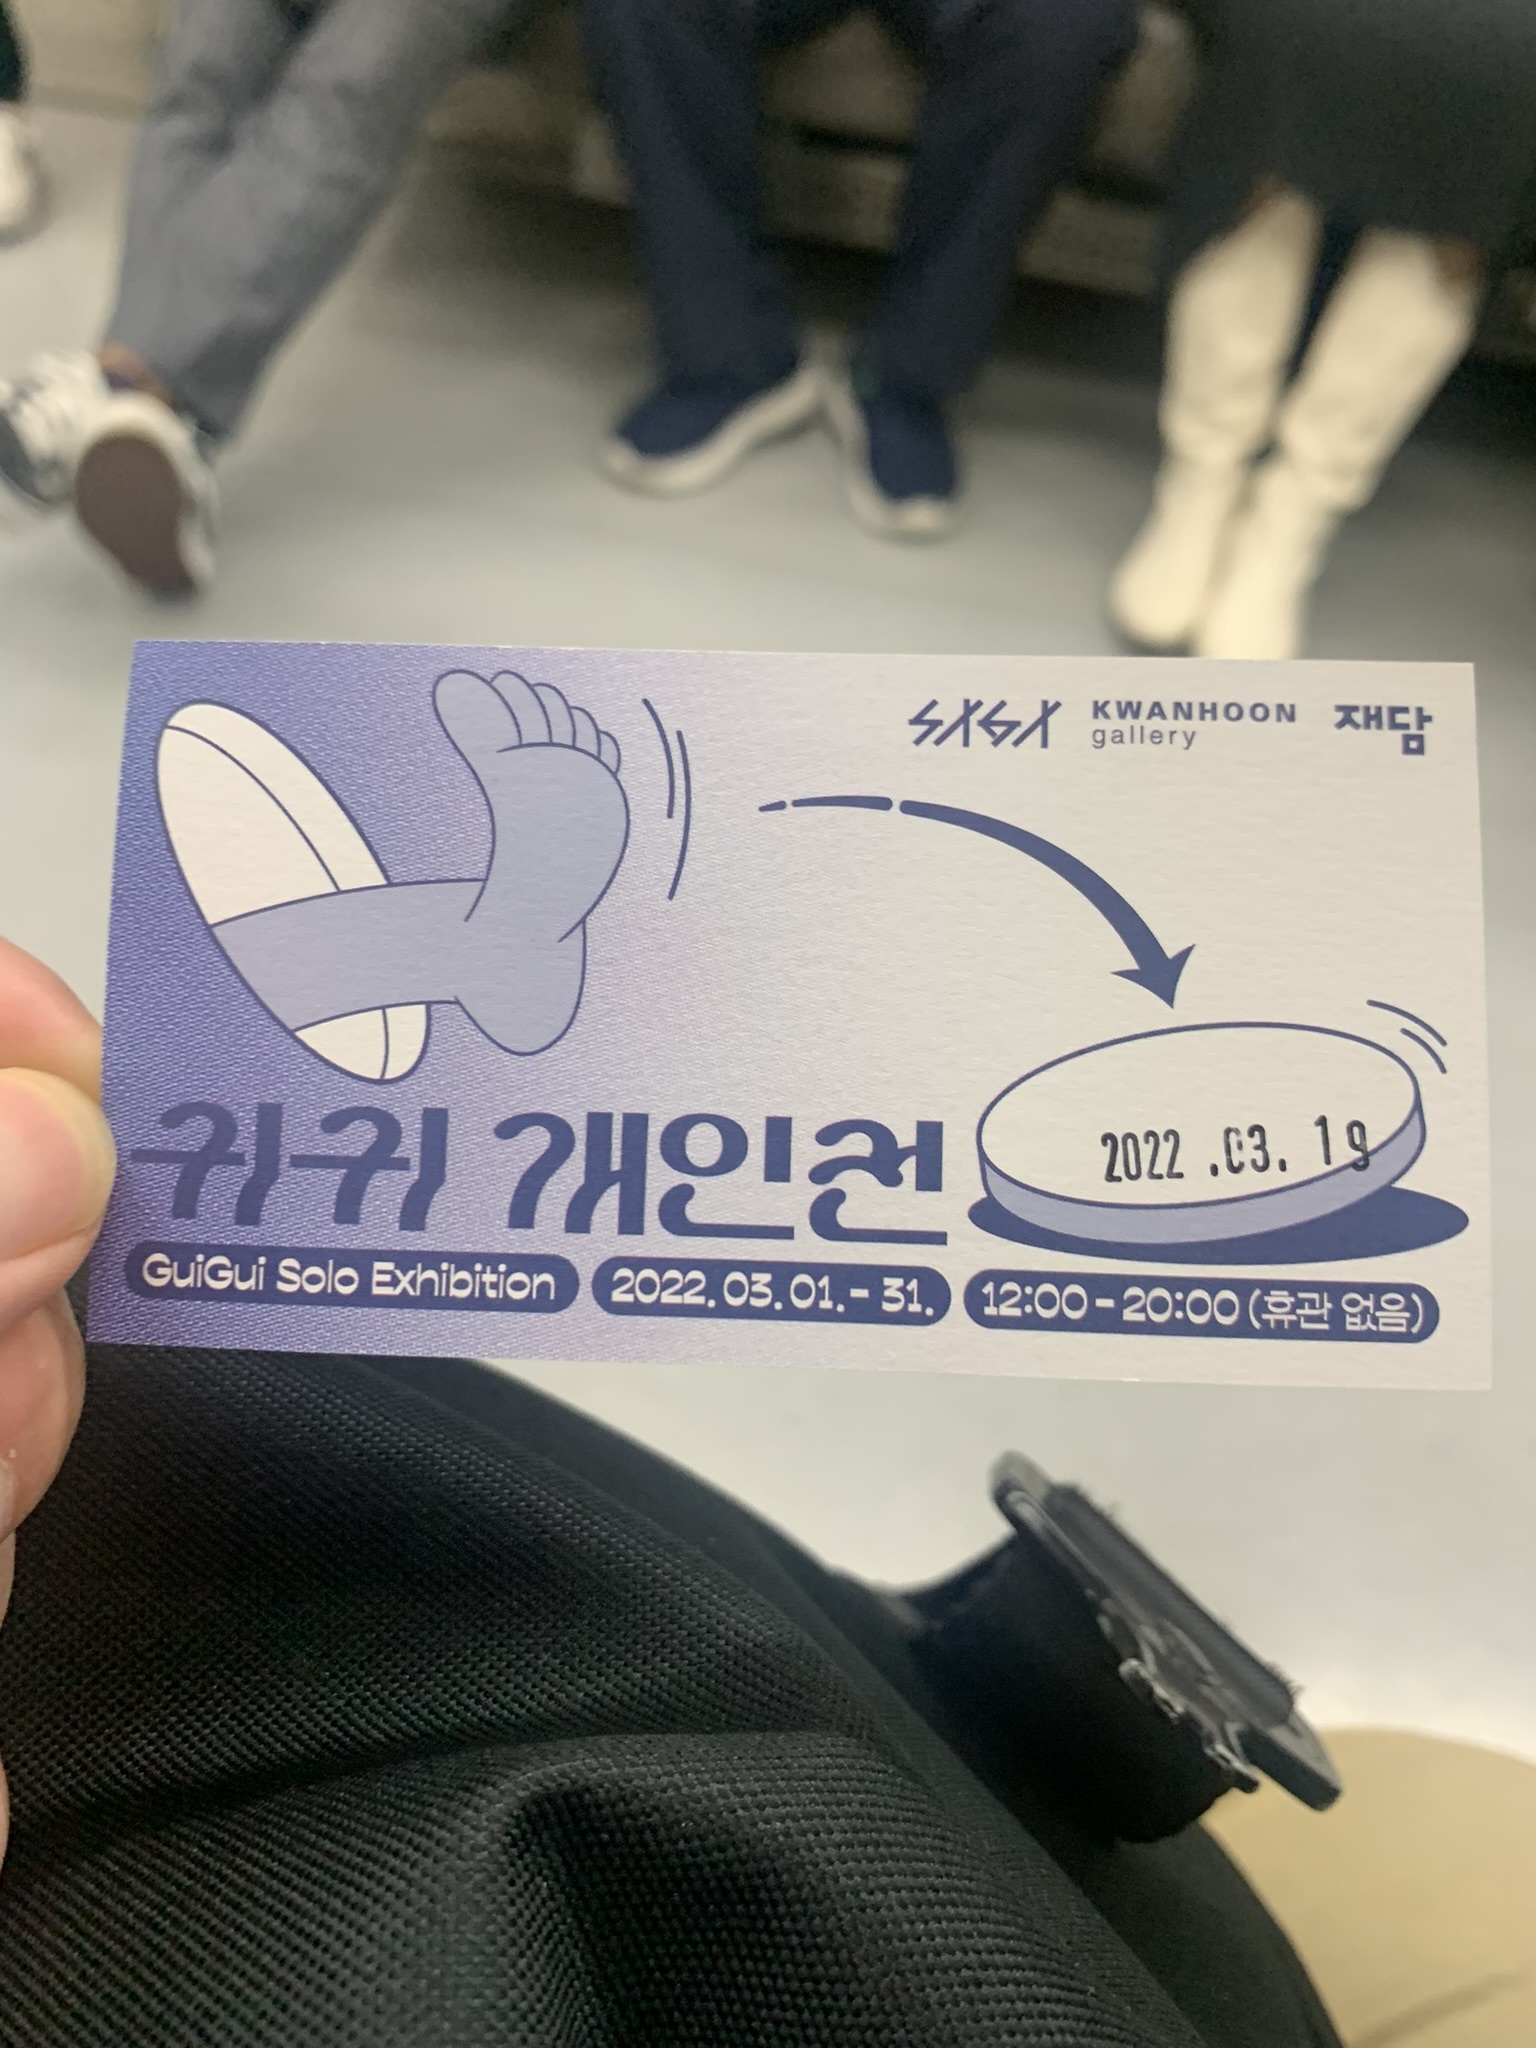 SAGA
KWANHOON
gallery
재담
2022 .03. 19
귀귀 개인전
GuiGui Solo Exhibition
2022. 03. 01. - 31.
12:00 - 20:00 (휴관 없음)